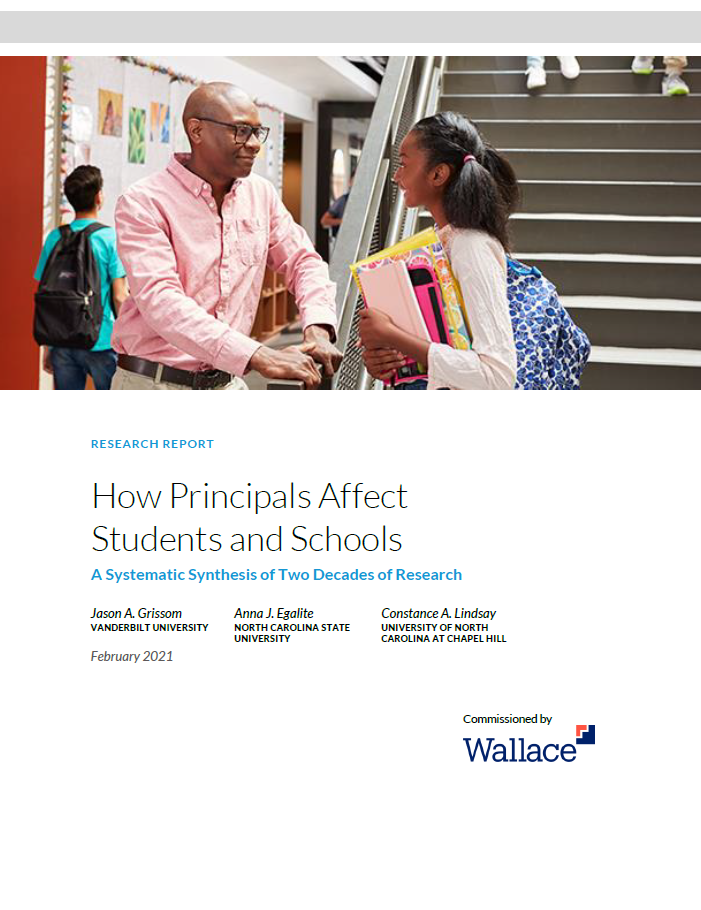 RESEARCH REPORT
How Principals Affect
Students and Schools
A Systematic Synthesis of Two Decades of Research
Jason A. Grissom
VANDERBILT UNIVERSITY
Anna J. Egalite
NORTH CAROLINA STATE
UNIVERSITY
Constance A. Lindsay
UNIVERSITY OF NORTH
CAROLINA AT CHAPEL HILL
February 2021
Commissioned by
Wallace